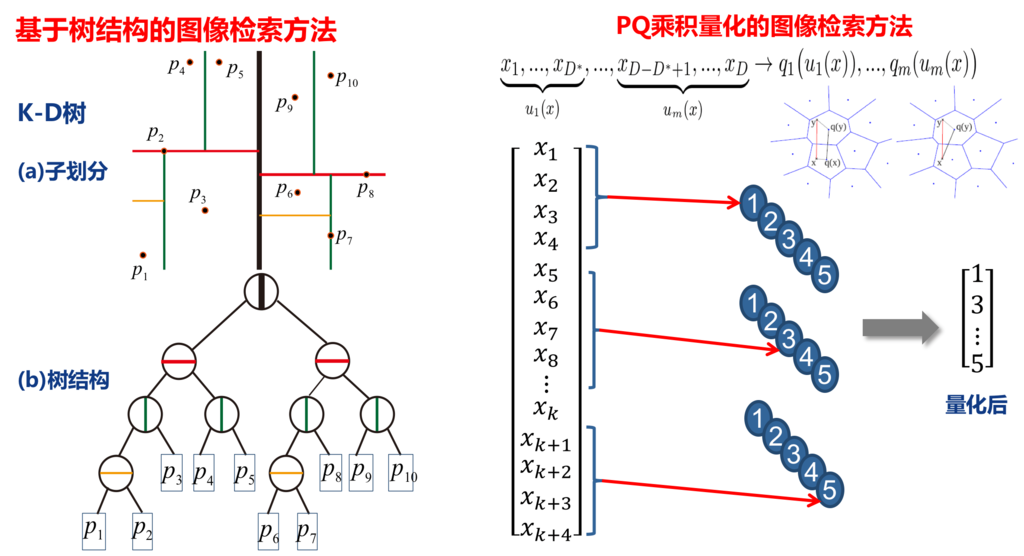 基于树结构的图像检索方法
p4
p5
p10
p9
K-D树
p2
(a)子划分
p6
p8
p3
p7
p1
(b)树结构
p3
p4
p5
p8
p9
p10
p1
p2
p6
p7
PQ乘积量化的图像检索方法
x1, ..., xD*, ..., xD−D*+1, ..., xD → q1(u1(x)), ..., qm(um(x))
u1(x)
um(x)
y
q(y)
x
q(x)
y
q(y)
x
x1
x2
x3
x4
x5
x6
x7
x8
⋮
xk
xk+1
xk+2
xk+3
xk+4
1
2
3
4
5
1
2
3
4
5
1
2
3
4
5
1
3
⋮
5
量化后